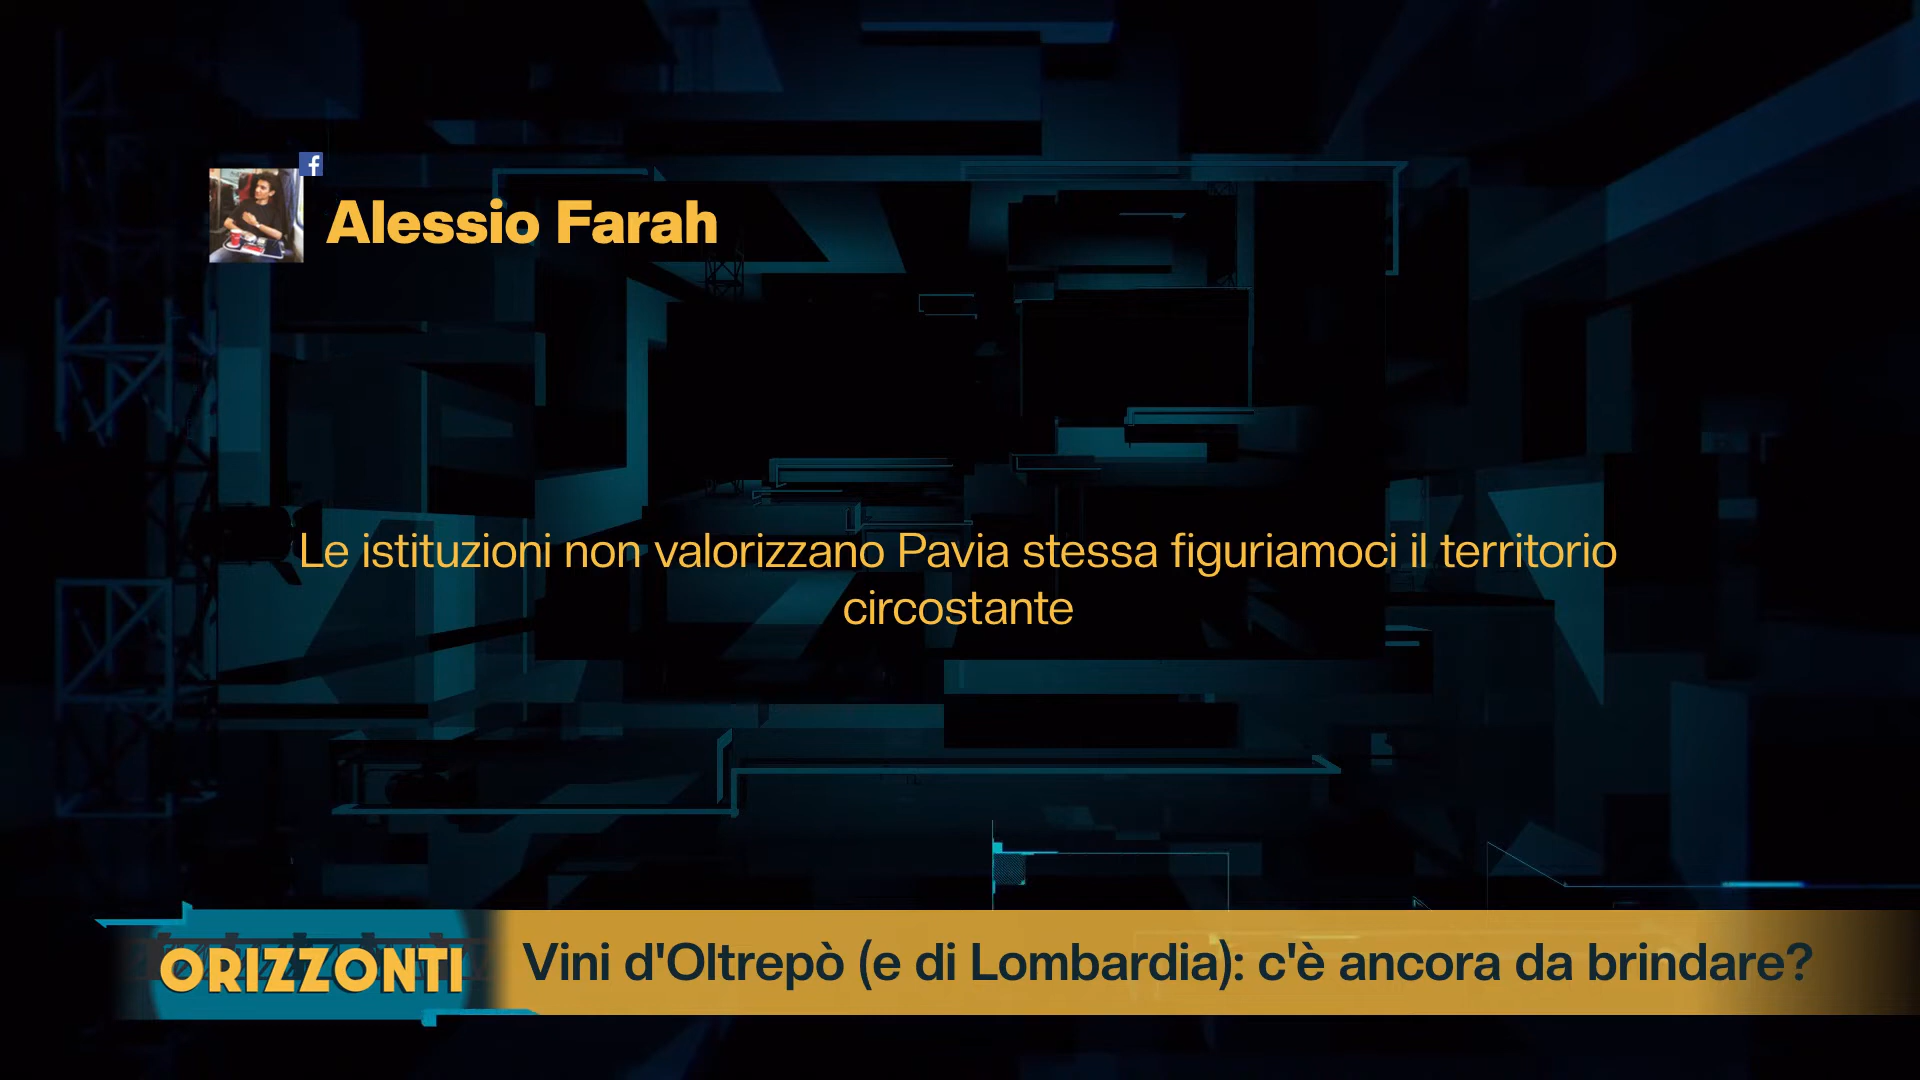 f
Alessio Farah
Le istituzioni non valorizzano Pavia stessa figuriamoci il territorio
circostante
ORIZZONTI
Vini d'Oltrepò (e di Lombardia): c'è ancora da brindare?